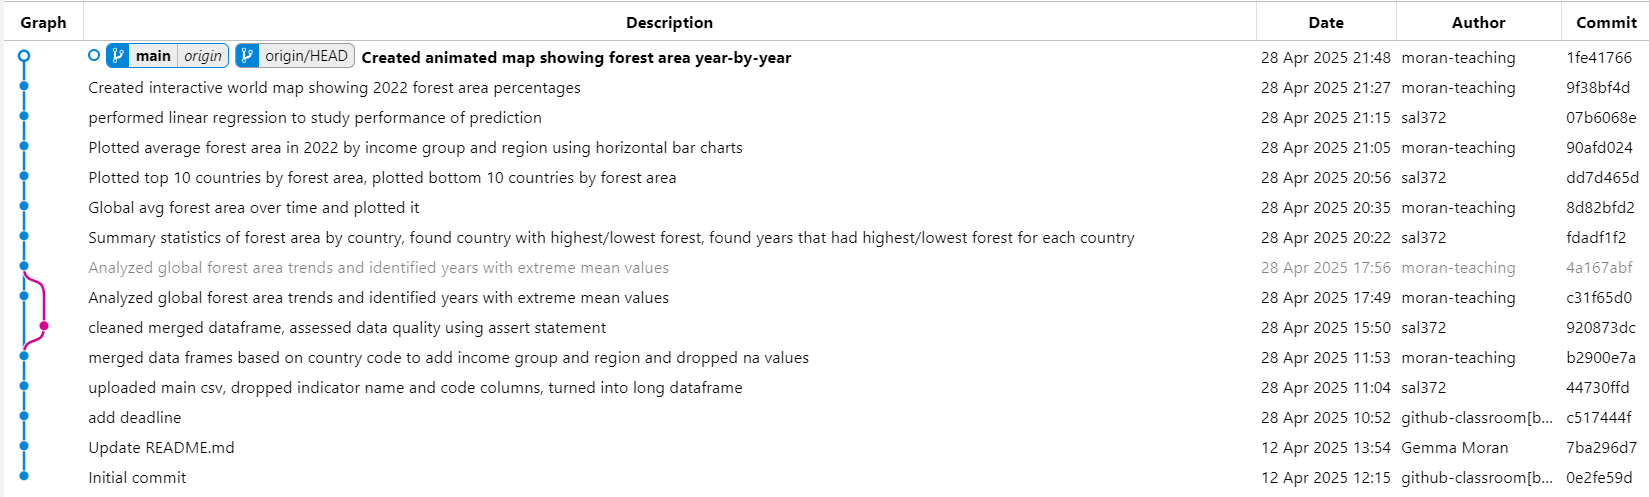 Graph Description Date Author Commit
main origin origin/HEAD Created animated map showing forest area year-by-year 28 Apr 2025 21:48 moran-teaching 1fe41766
Created interactive world map showing 2022 forest area percentages 28 Apr 2025 21:27 moran-teaching 9f38bf4d
performed linear regression to study performance of prediction 28 Apr 2025 21:15 sal372 07b6068e
Plotted average forest area in 2022 by income group and region using horizontal bar charts 28 Apr 2025 21:05 moran-teaching 90afd024
Plotted top 10 countries by forest area, plotted bottom 10 countries by forest area 28 Apr 2025 20:56 sal372 dd7d465d
Global avg forest area over time and plotted it 28 Apr 2025 20:35 moran-teaching 8d82bfd2
Summary statistics of forest area by country, found country with highest/lowest forest, found years that had highest/lowest forest for each country 28 Apr 2025 20:22 sal372 fdadf1f2
Analyzed global forest area trends and identified years with extreme mean values 28 Apr 2025 17:56 moran-teaching 4a167abf
Analyzed global forest area trends and identified years with extreme mean values 28 Apr 2025 17:49 moran-teaching c31f65d0
cleaned merged dataframe, assessed data quality using assert statement 28 Apr 2025 15:50 sal372 920873dc
merged data frames based on country code to add income group and region and dropped na values 28 Apr 2025 11:53 moran-teaching b2900e7a
uploaded main csv, dropped indicator name and code columns, turned into long dataframe 28 Apr 2025 11:04 sal372 44730ffd
add deadline 28 Apr 2025 10:52 github-classroom[b... c517444f
Update README.md 12 Apr 2025 13:54 Gemma Moran 7ba296d7
Initial commit 12 Apr 2025 12:15 github-classroom[b... 0e2fe59d